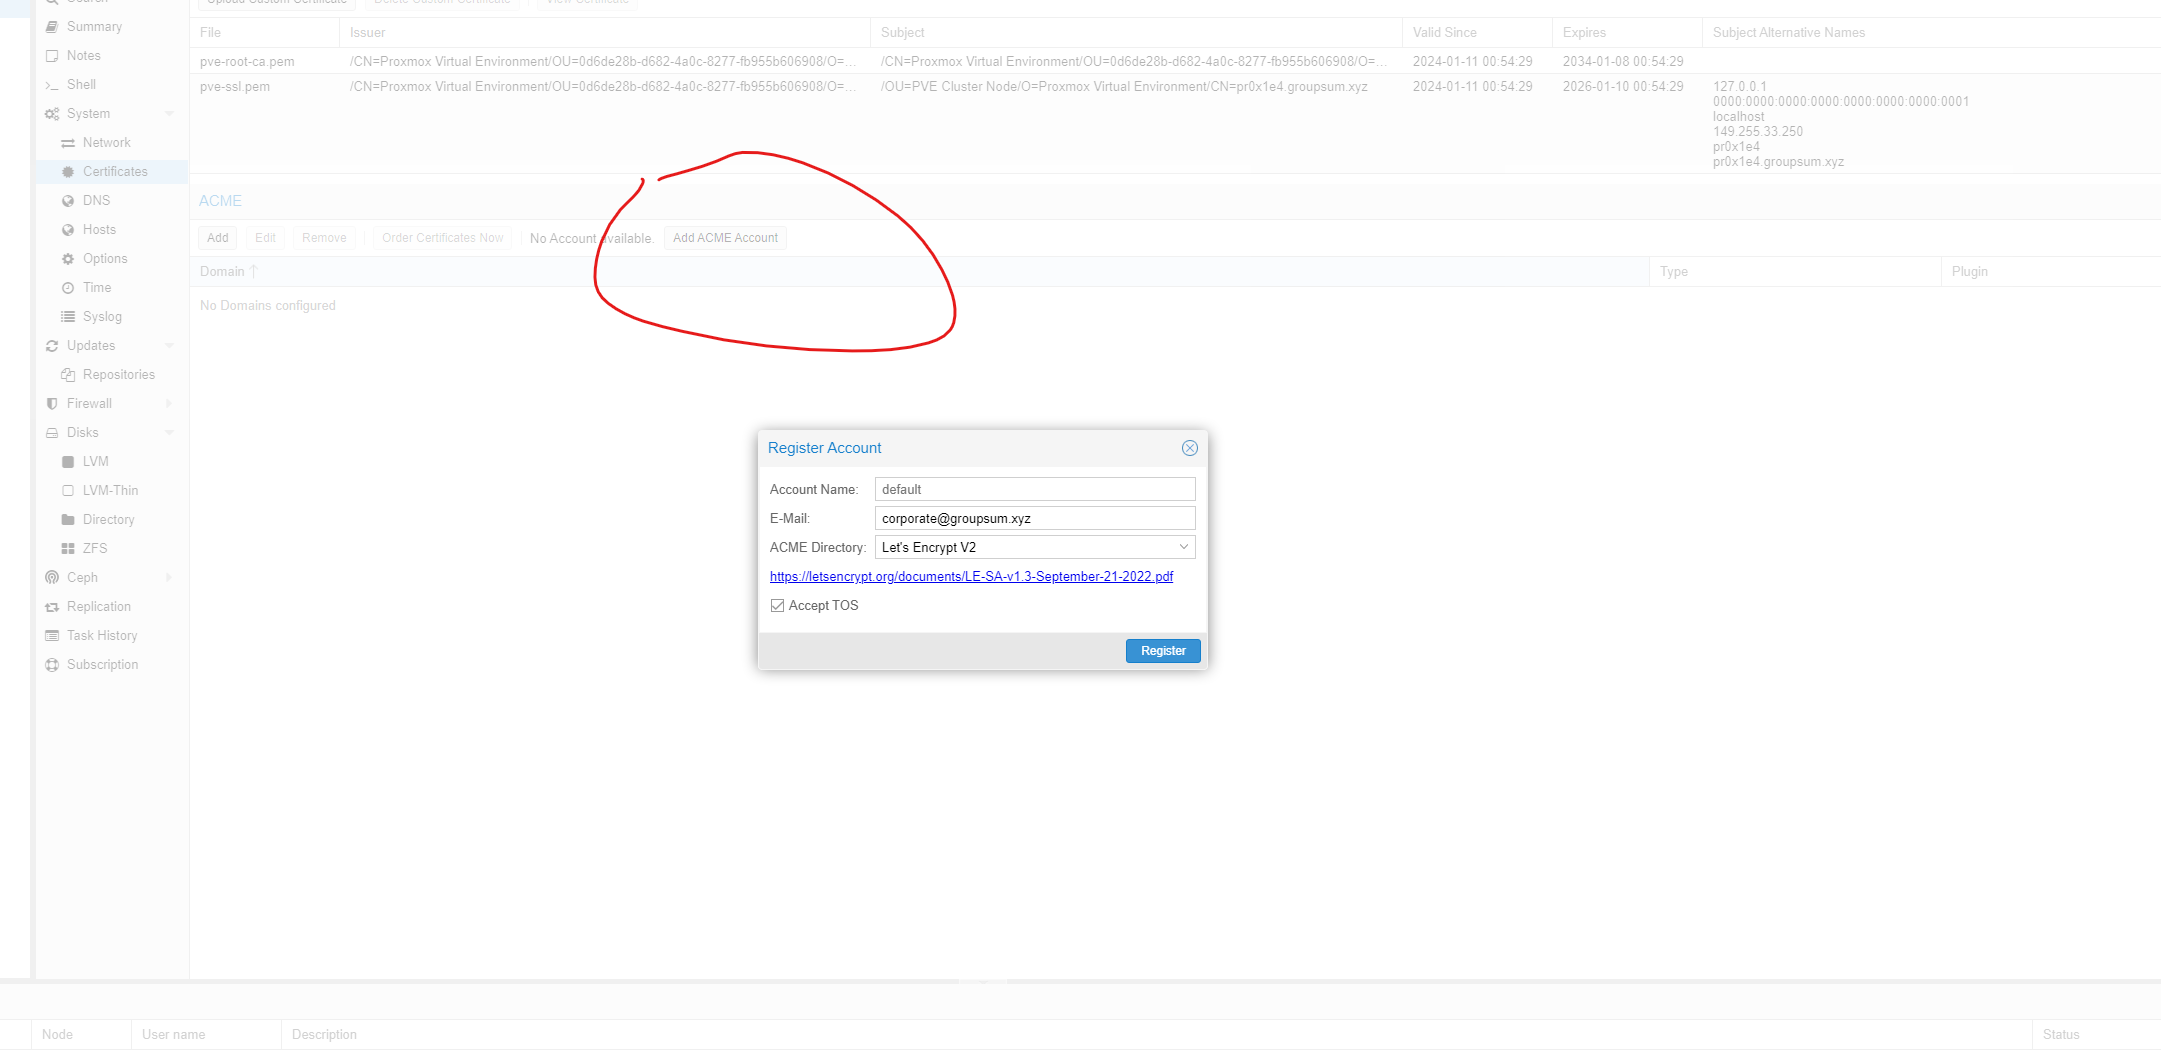 Search
Upload Custom Certificate Delete Custom Certificate View Certificate
Summary
File Issuer Subject Valid Since Expires Subject Alternative Names
Notes
pve-root-ca.pem /CN=Proxmox Virtual Environment/OU=0d6de28b-d682-4a0c-8277-fb955b606908/O=... /CN=Proxmox Virtual Environment/OU=0d6de28b-d682-4a0c-8277-fb955b606908/O=... 2024-01-11 00:54:29 2034-01-08 00:54:29
Shell
pve-ssl.pem /CN=Proxmox Virtual Environment/OU=0d6de28b-d682-4a0c-8277-fb955b606908/O=... /OU=PVE Cluster Node/O=Proxmox Virtual Environment/CN=pr0x1e4.groupsum.xyz 2024-01-11 00:54:29 2026-01-10 00:54:29 127.0.0.1
0000:0000:0000:0000:0000:0000:0000:0001
System localhost
149.255.33.250
Network pr0x1e4
pr0x1e4.groupsum.xyz
Certificates
DNS
ACME
Hosts
Add Edit Remove Order Certificates Now No Account available. Add ACME Account
Options
Domain Type Plugin
Time
No Domains configured
Syslog
Updates
Repositories
Firewall
Disks
LVM
LVM-Thin
Directory
ZFS
Ceph
Replication
Task History
Subscription
Register Account
Account Name: default
E-Mail: corporate@groupsum.xyz
ACME Directory: Let's Encrypt V2
https://letsencrypt.org/documents/LE-SA-v1.3-September-21-2022.pdf
Accept TOS
Register
Node User name Description Status